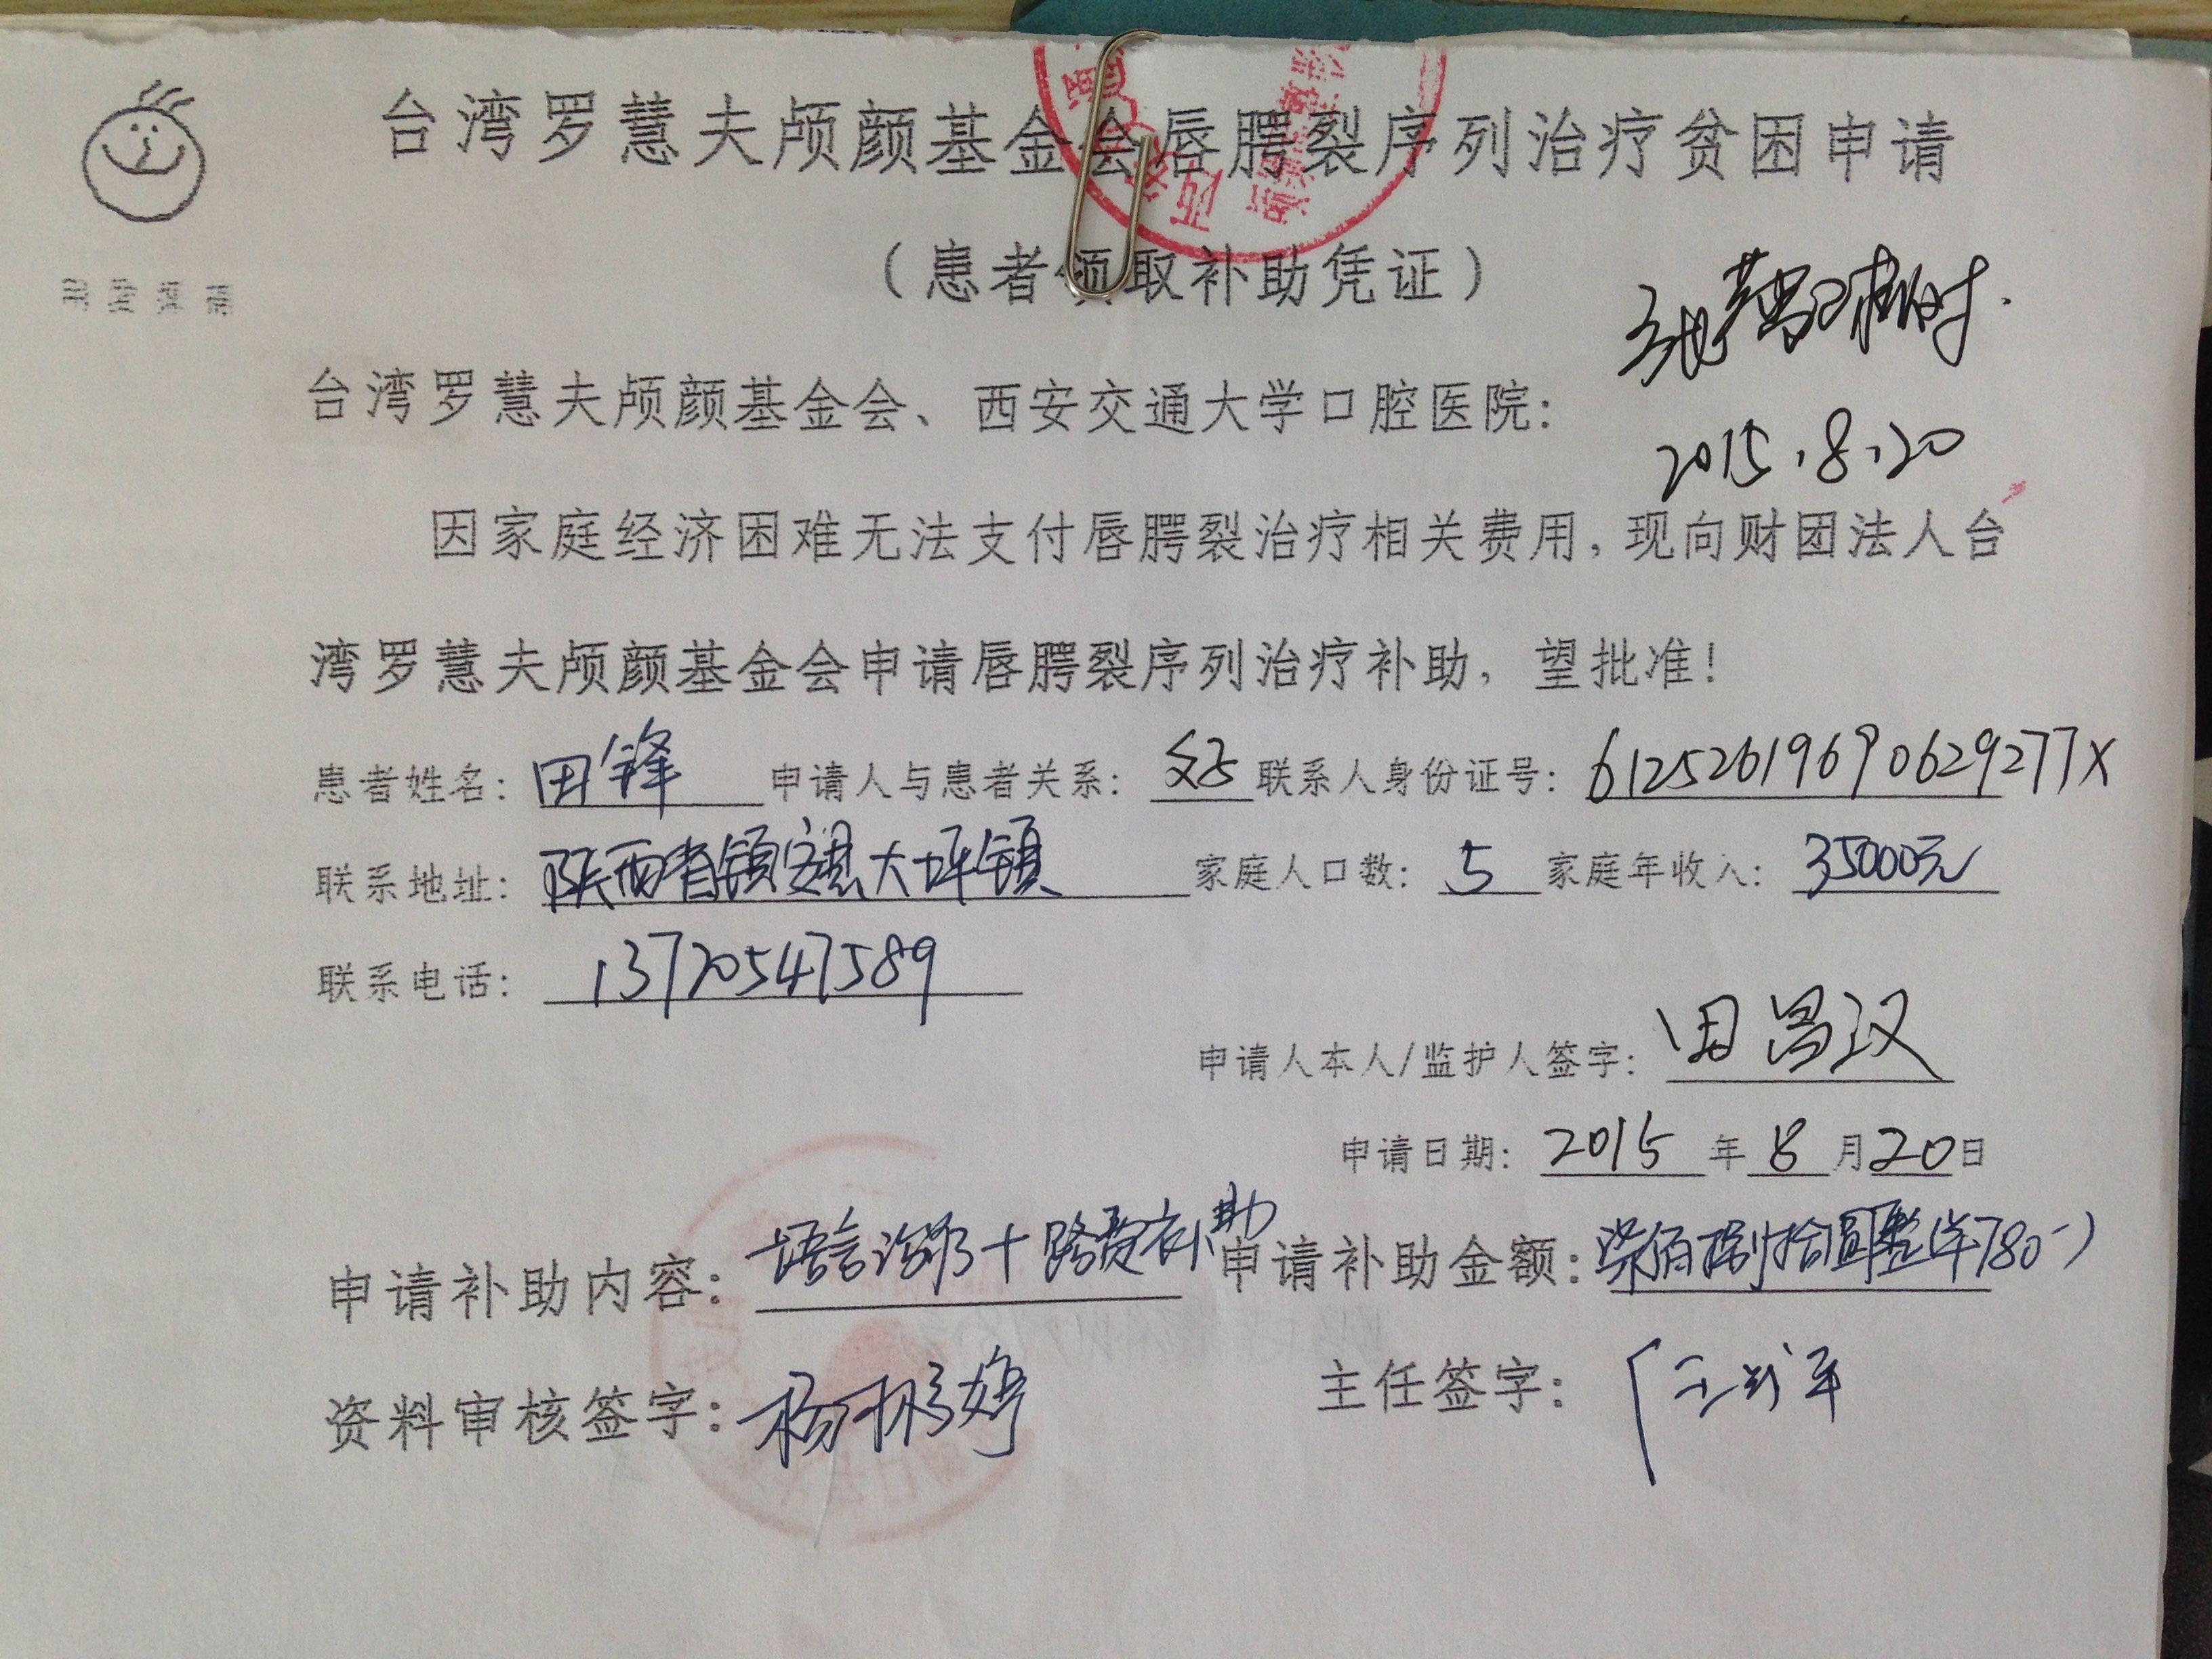 台湾罗慧夫颅颜基金会唇腭裂序列治疗贫困申请
（患者领取补助凭证）
台湾罗慧夫颅颜基金会、西安交通大学口腔医院：
2015.8.20
因家庭经济困难无法支付唇腭裂治疗相关费用，现向财团法人台
湾罗慧夫颅颜基金会申请唇腭裂序列治疗补助，望批准！
患者姓名：田锋 申请人与患者关系：父子 联系人身份证号：61252619690629277X
联系地址：陕西省镇安县大坪镇 家庭人口数：5 家庭年收入：35000元
联系电话：13720547589
申请人本人/监护人签字：田昌汉
申请日期：2015年8月20日
申请补助内容：语言治疗+路费补助 申请补助金额：柒佰捌拾圆整(¥780-)
资料审核签字：杨 婷 主任签字：